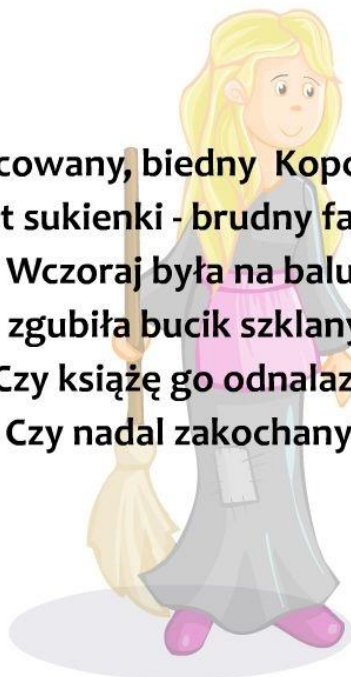 cowany, biedny Kopc
t sukienki - brudny fa
Wczoraj była na balu
zgubiła bucik szklany
Czy książę go odnalaz
Czy nadal zakochany